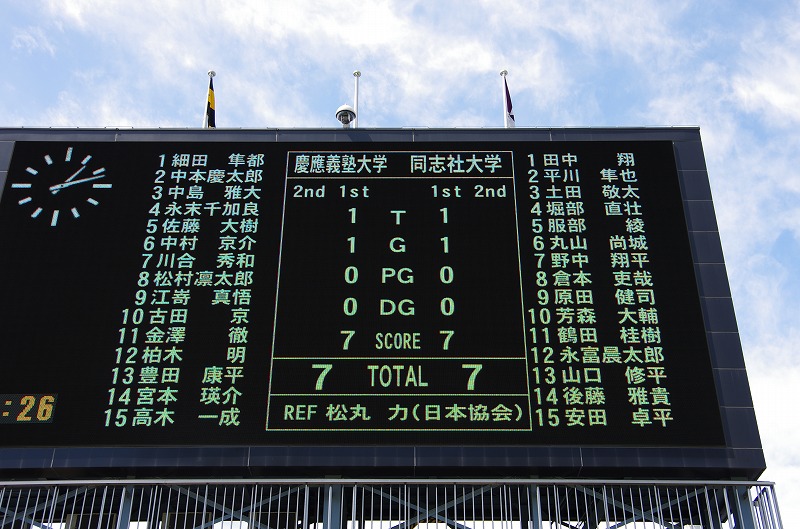 1 細田 隼都
2 中本慶太郎
3 中島 雅大
4 永末千加良
5 佐藤 大樹
6 中村 京介
7 川合 秀和
8 松村凛太郎
9 江嵜 真悟
10 古田 京
11 金澤 徹
12 柏木 明
13 豊田 康平
14 宮本 瑛介
15 高木 一成
:26
慶應義塾大学 同志社大学
2nd 1st 1st 2nd
1 T 1
1 G 1
0 PG 0
0 DG 0
7 SCORE 7
7 TOTAL 7
REF 松丸 力(日本協会)
1 田中 翔
2 平川 隼也
3 土田 敬太
4 堀部 直壮
5 服部 綾
6 丸山 尚城
7 野中 翔平
8 倉本 吏哉
9 原田 健司
10 芳森 大輔
11 鶴田 桂樹
12 永富晨太郎
13 山口 修平
14 後藤 雅貴
15 安田 卓平